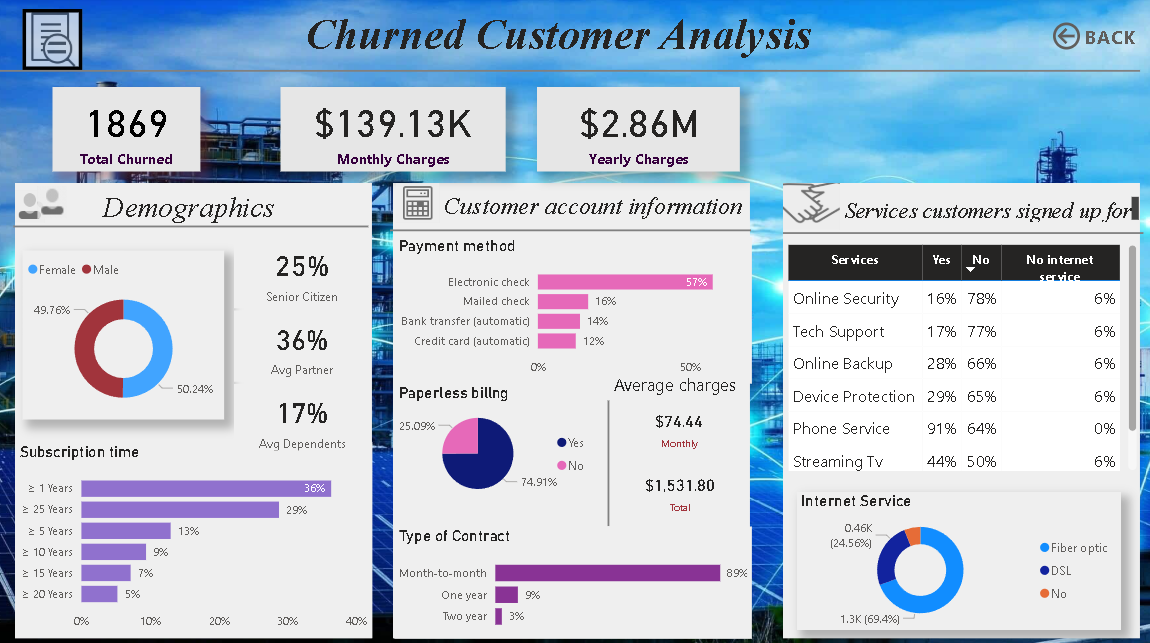 Churned Customer Analysis
BACK
1869
Total Churned
$139.13K
Monthly Charges
$2.86M
Yearly Charges
Demographics
Female Male
49.76%
50.24%
25%
Senior Citizen
36%
Avg Partner
17%
Avg Dependents
Subscription time
≥ 1 Years 36%
≥ 25 Years 29%
≥ 5 Years 13%
≥ 10 Years 9%
≥ 15 Years 7%
≥ 20 Years 5%
0% 10% 20% 30% 40%
Customer account information
Payment method
Electronic check 57%
Mailed check 16%
Bank transfer (automatic) 14%
Credit card (automatic) 12%
0% 50%
Paperless billng
25.09%
74.91%
Yes
No
Average charges
$74.44
Monthly
$1,531.80
Total
Type of Contract
Month-to-month 89%
One year 9%
Two year 3%
Services customers signed up for
Services Yes No No internet
service
Online Security 16% 78% 6%
Tech Support 17% 77% 6%
Online Backup 28% 66% 6%
Device Protection 29% 65% 6%
Phone Service 91% 64% 0%
Streaming Tv 44% 50% 6%
Internet Service
0.46K
(24.56%)
1.3K (69.4%)
Fiber optic
DSL
No